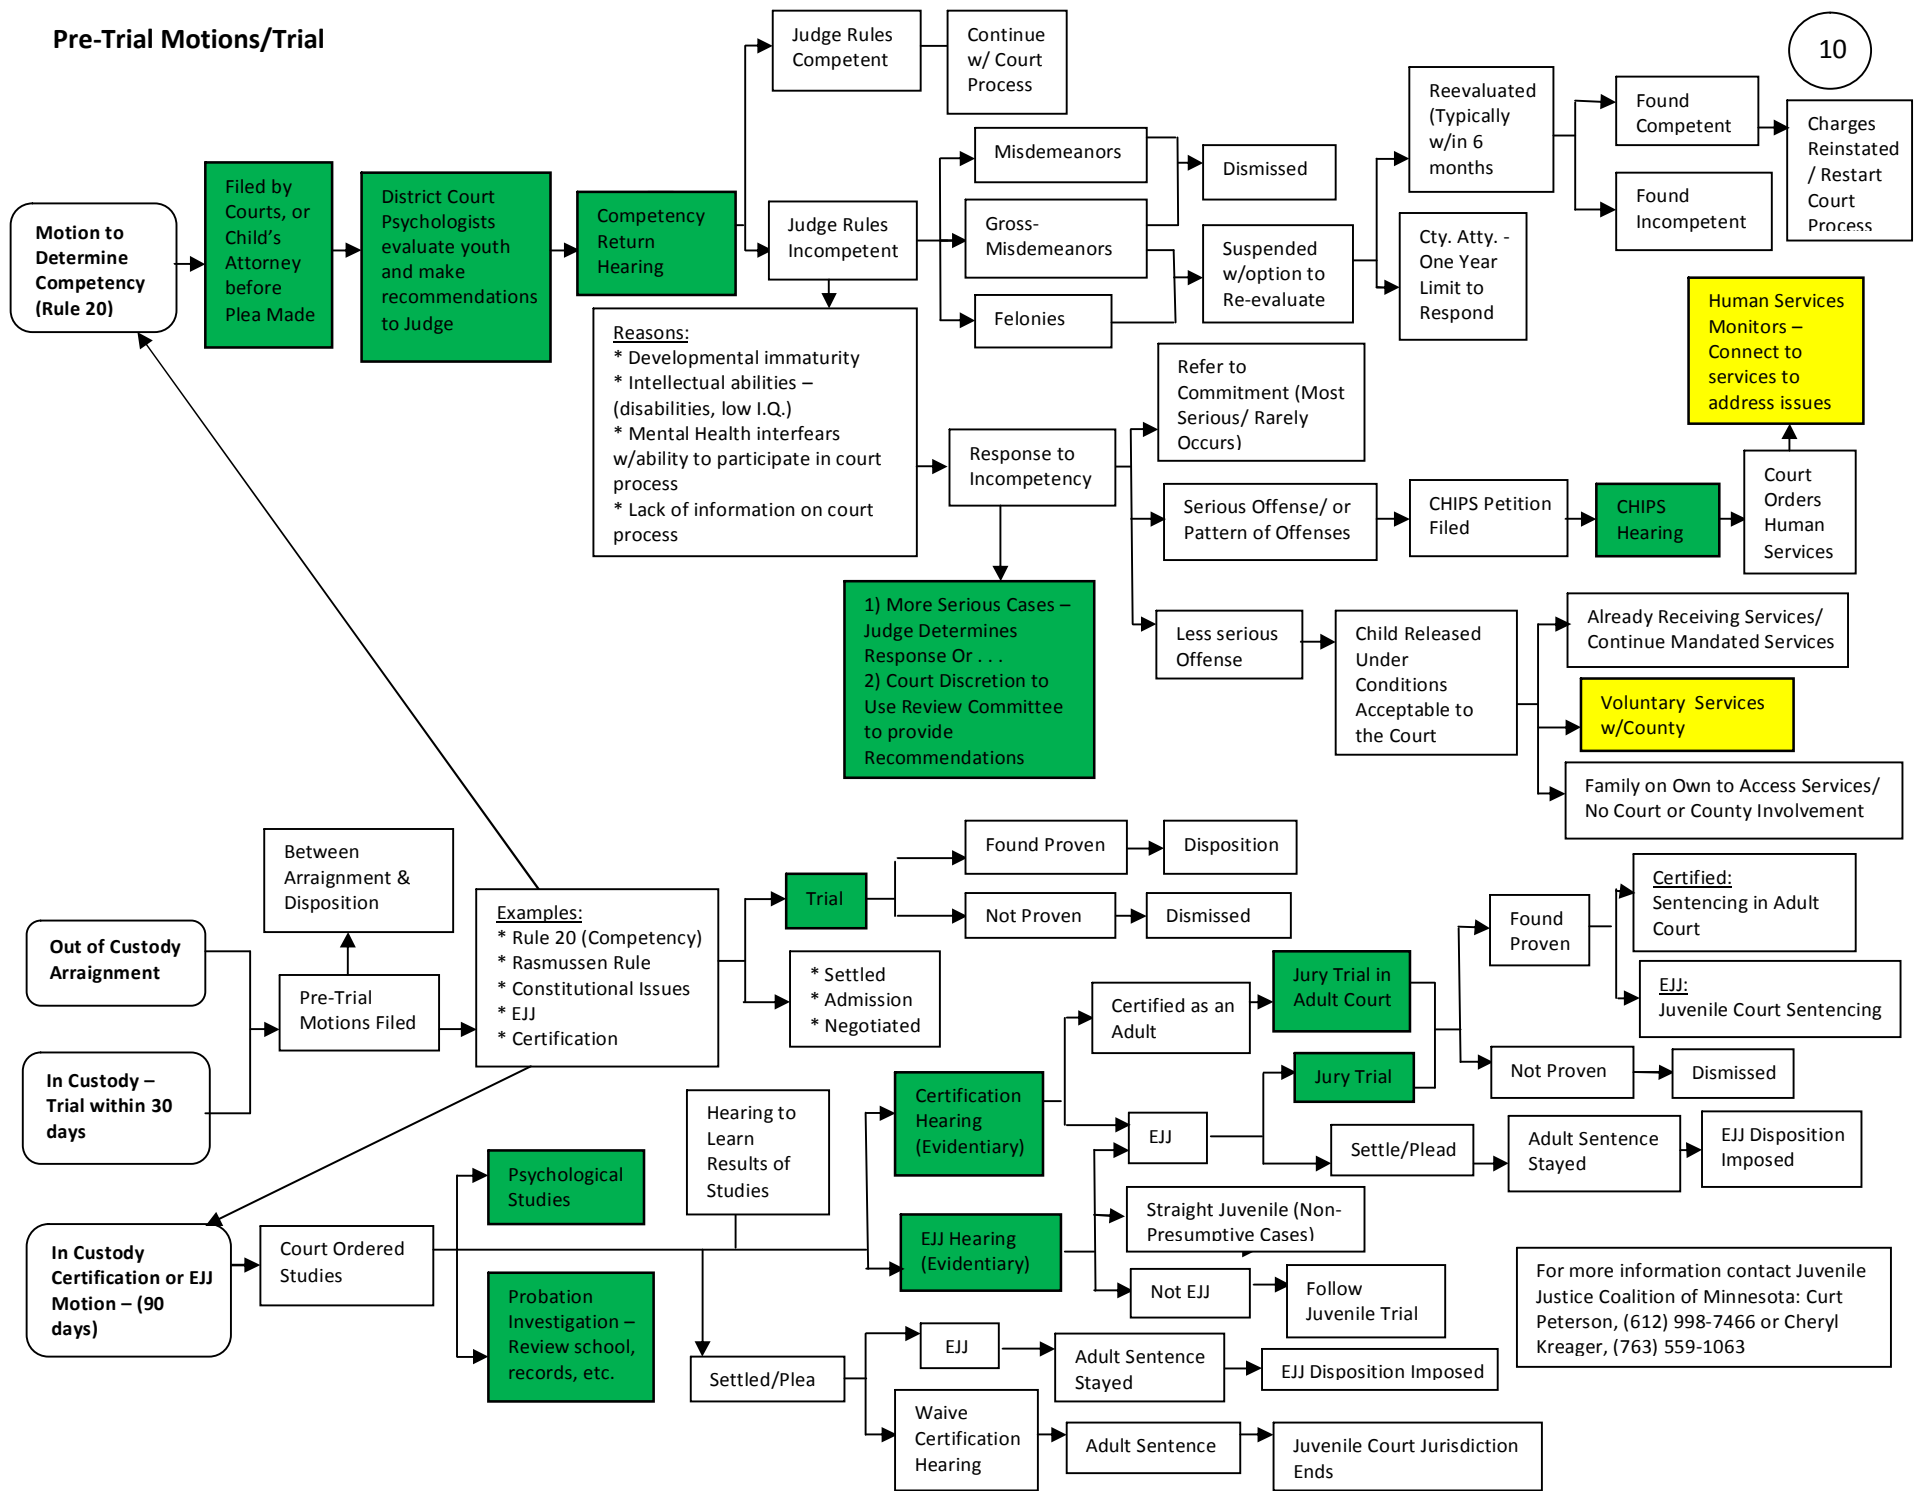 Pre-Trial Motions/Trial
10
Judge Rules
Competent
Continue
w/ Court
Process
Reevaluated
(Typically
w/in 6
months
Found
Competent
Charges
Reinstated
/ Restart
Court
Process
Misdemeanors
Dismissed
Filed by
Courts, or
Child's
Attorney
before
Plea Made
District Court
Psychologists
evaluate youth
and make
recommendations
to Judge
Competency
Return
Hearing
Motion to
Determine
Competency
(Rule 20)
Judge Rules
Incompetent
Gross-
Misdemeanors
Felonies
Suspended
w/option to
Re-evaluate
Found
Incompetent
Cty. Atty. -
One Year
Limit to
Respond
Human Services
Monitors –
Connect to
services to
address issues
Reasons:
* Developmental immaturity
* Intellectual abilities –
(disabilities, low I.Q.)
* Mental Health interfears
w/ability to participate in court
process
* Lack of information on court
process
Response to
Incompetency
Refer to
Commitment (Most
Serious/ Rarely
Occurs)
Serious Offense/ or
Pattern of Offenses
CHIPS Petition
Filed
CHIPS
Hearing
Court
Orders
Human
Services
1) More Serious Cases –
Judge Determines
Response Or . . .
2) Court Discretion to
Use Review Committee
to provide
Recommendations
Less serious
Offense
Child Released
Under
Conditions
Acceptable to
the Court
Already Receiving Services/
Continue Mandated Services
Voluntary Services
w/County
Family on Own to Access Services/
No Court or County Involvement
Between
Arraignment &
Disposition
Out of Custody
Arraignment
Pre-Trial
Motions Filed
In Custody –
Trial within 30
days
Examples:
* Rule 20 (Competency)
* Rasmussen Rule
* Constitutional Issues
* EJJ
* Certification
Trial
Found Proven
Disposition
Not Proven
Dismissed
* Settled
* Admission
* Negotiated
Certified as an
Adult
Jury Trial in
Adult Court
Jury Trial
Found
Proven
Certified:
Sentencing in Adult
Court
EJJ:
Juvenile Court Sentencing
Not Proven
Dismissed
Hearing to
Learn
Results of
Studies
Certification
Hearing
(Evidentiary)
EJJ
Settle/Plead
Adult Sentence
Stayed
EJJ Disposition
Imposed
Psychological
Studies
In Custody
Certification or EJJ
Motion – (90
days)
Court Ordered
Studies
Probation
Investigation –
Review school,
records, etc.
EJJ Hearing
(Evidentiary)
Straight Juvenile (Non-
Presumptive Cases)
Not EJJ
Follow
Juvenile Trial
Settled/Plea
EJJ
Adult Sentence
Stayed
EJJ Disposition Imposed
Waive
Certification
Hearing
Adult Sentence
Juvenile Court Jurisdiction
Ends
For more information contact Juvenile
Justice Coalition of Minnesota: Curt
Peterson, (612) 998-7466 or Cheryl
Kreager, (763) 559-1063